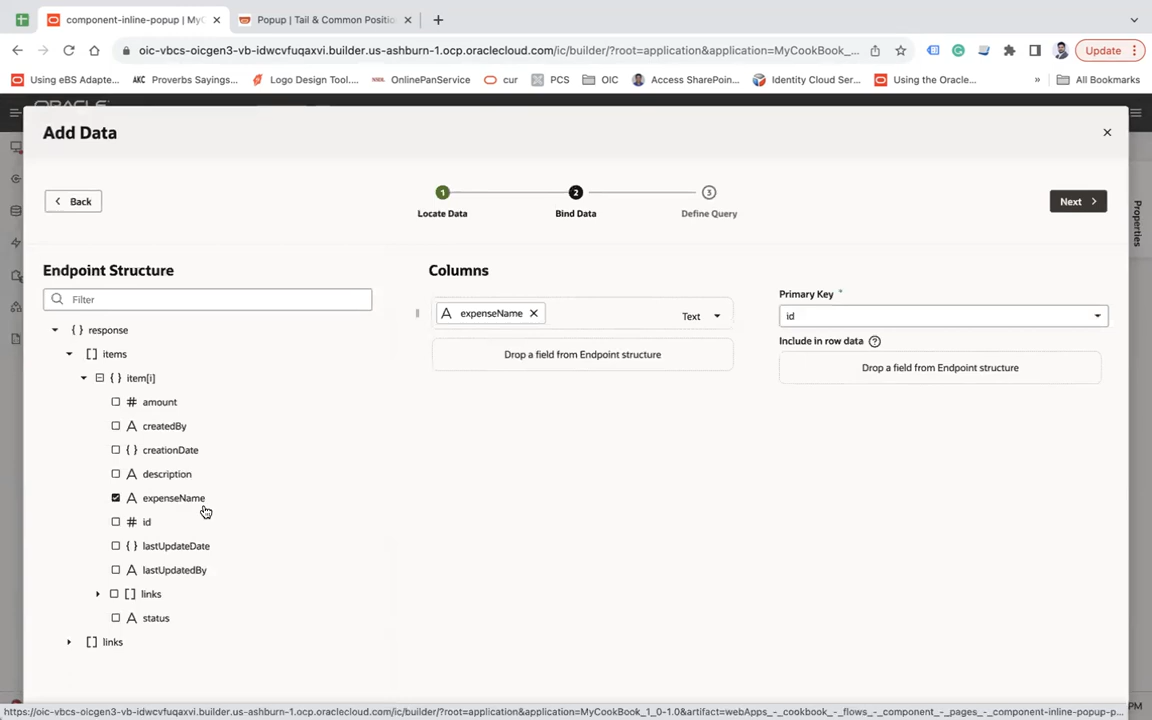 component-inline-popup | MyC
Popup | Tail & Common Positio
oic-vbcs-oicgen3-vb-idwcvfuqaxvi.builder.us-ashburn-1.ocp.oraclecloud.com/ic/builder/?root=application&application=MyCookBook_...
Update
Using eBS Adapte...
AKC Proverbs Sayings...
Logo Design Tool....
OnlinePanService
cur
PCS
OIC
Access SharePoin...
Identity Cloud Ser...
Using the Oracle...
»
All Bookmarks
ORACLE
Add Data
Back
1
2
3
Locate Data
Bind Data
Define Query
Next
Properties
Endpoint Structure
Filter
{ } response
[ ] items
{ } item[i]
# amount
A createdBy
{ } creationDate
A description
A expenseName
# id
{ } lastUpdateDate
A lastUpdatedBy
[ ] links
A status
[ ] links
Columns
A expenseName
Text
Drop a field from Endpoint structure
Primary Key *
id
Include in row data ?
Drop a field from Endpoint structure
https://oic-vbcs-oicgen3-vb-idwcvfuqaxvi.builder.us-ashburn-1.ocp.oraclecloud.com/ic/builder/?root=application&application=MyCookBook_1_0-1.0&artifact=webApps_-_cookbook_-_flows_-_component_-_pages_-_component-inline-popup-p...
PM